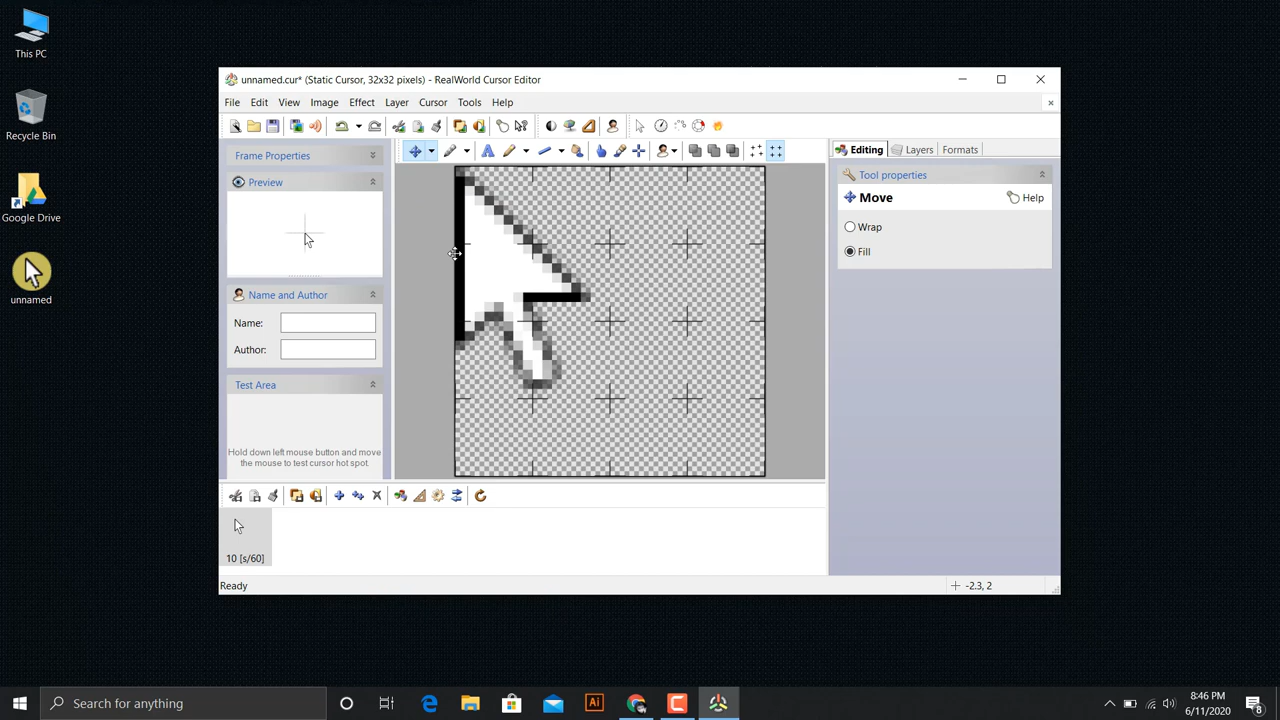 This PC
Recycle Bin
Google Drive
unnamed
unnamed.cur* (Static Cursor, 32x32 pixels) - RealWorld Cursor Editor
File Edit View Image Effect Layer Cursor Tools Help
Frame Properties
Preview
Name and Author
Name:
Author:
Test Area
Hold down left mouse button and move
the mouse to test cursor hot spot.
Editing Layers Formats
Tool properties
Move Help
Wrap
Fill
10 [s/60]
Ready
-2.3, 2
Search for anything
Ai
8:46 PM
6/11/2020
8